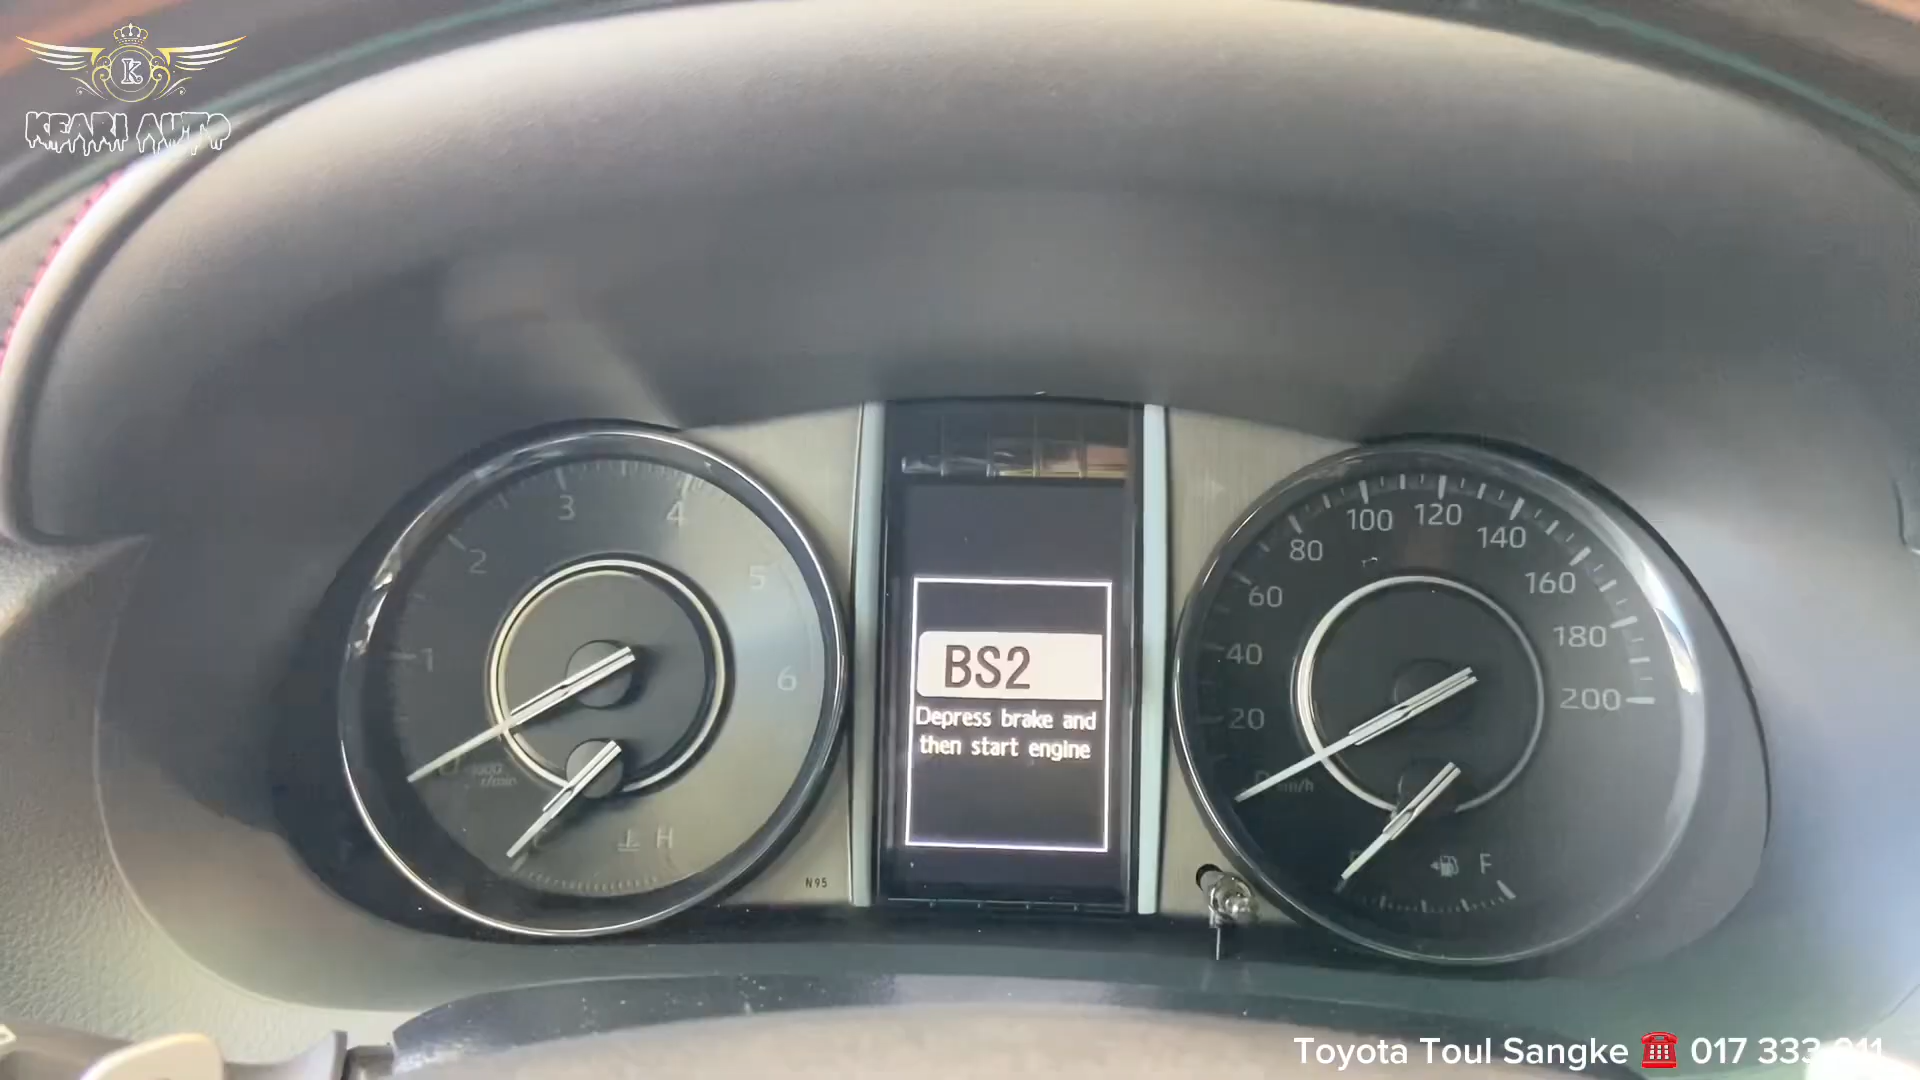 K
KEARI AUTO
1
2
3
4
5
6
H
N95
BS2
Depress brake and
then start engine
20
40
60
80
100
120
140
160
180
200
F
Toyota Toul Sangke ☎️ 017 333